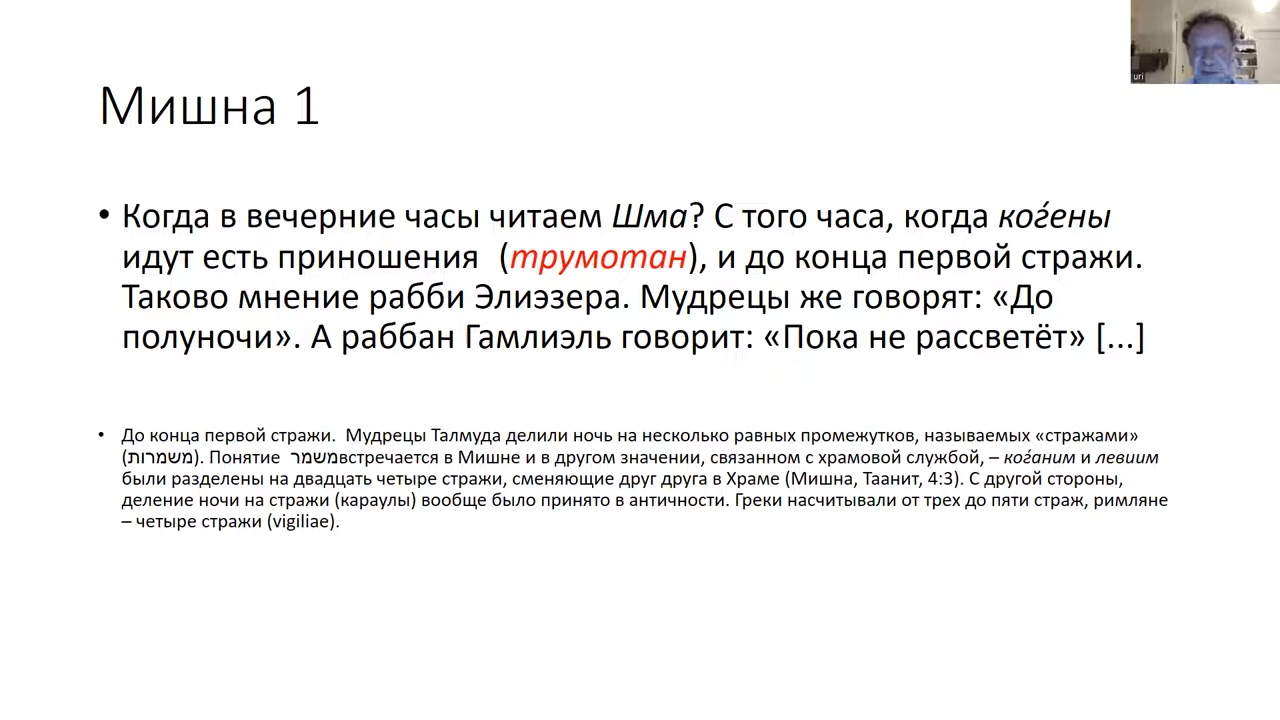 uri
Мишна 1
• Когда в вечерние часы читаем Шма? С того часа, когда коѓены
идут есть приношения (трумотан), и до конца первой стражи.
Таково мнение рабби Элиэзера. Мудрецы же говорят: «До
полуночи». А раббан Гамлиэль говорит: «Пока не рассветёт» [...]
• До конца первой стражи. Мудрецы Талмуда делили ночь на несколько равных промежутков, называемых «стражами»
(משמרות). Понятие משמר встречается в Мишне и в другом значении, связанном с храмовой службой, – коѓаним и левиим
были разделены на двадцать четыре стражи, сменяющие друг друга в Храме (Мишна, Таанит, 4:3). С другой стороны,
деление ночи на стражи (караулы) вообще было принято в античности. Греки насчитывали от трех до пяти страж, римляне
– четыре стражи (vigiliae).